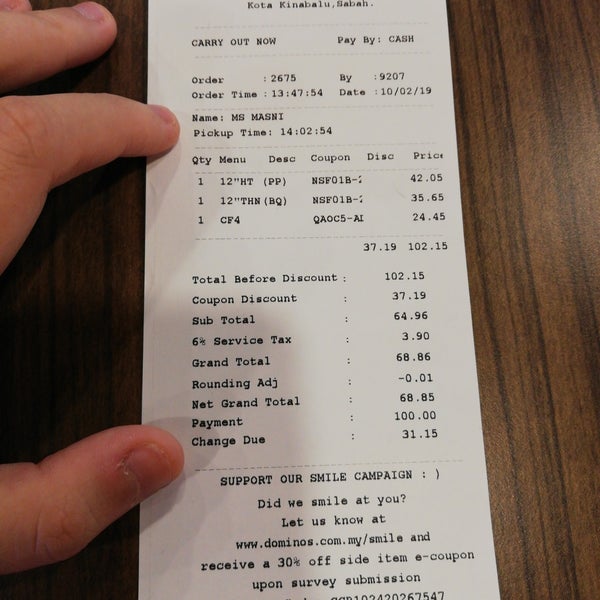 Kota Kinabalu,Sabah.
CARRY OUT NOW Pay By: CASH
Order :2675 By :9207
Order Time :13:47:54 Date :10/02/19
Name: MS MASNI
Pickup Time: 14:02:54
Qty Menu Desc Coupon Disc Price
1 12"HT (PP) NSF01B-2 42.05
1 12"THN(BQ) NSF01B-2 35.65
1 CF4 QAOC5-AD 24.45
37.19 102.15
Total Before Discount : 102.15
Coupon Discount : 37.19
Sub Total : 64.96
6% Service Tax : 3.90
Grand Total : 68.86
Rounding Adj : -0.01
Net Grand Total : 68.85
Payment : 100.00
Change Due : 31.15
SUPPORT OUR SMILE CAMPAIGN : )
Did we smile at you?
Let us know at
www.dominos.com.my/smile and
receive a 30% off side item e-coupon
upon survey submission